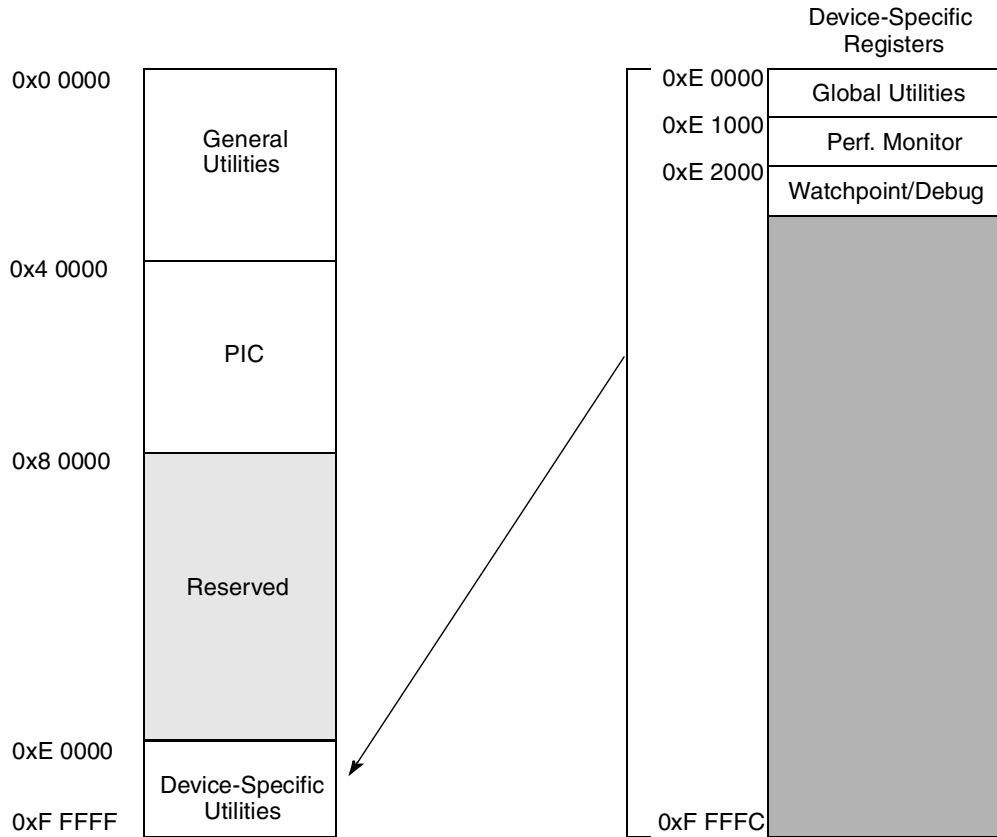 Device-Specific
Registers
0x0 0000
General
Utilities
0x4 0000
PIC
0x8 0000
Reserved
0xE 0000
Device-Specific
Utilities
0xF FFFF
0xE 0000
Global Utilities
0xE 1000
Perf. Monitor
0xE 2000
Watchpoint/Debug
0xF FFFC